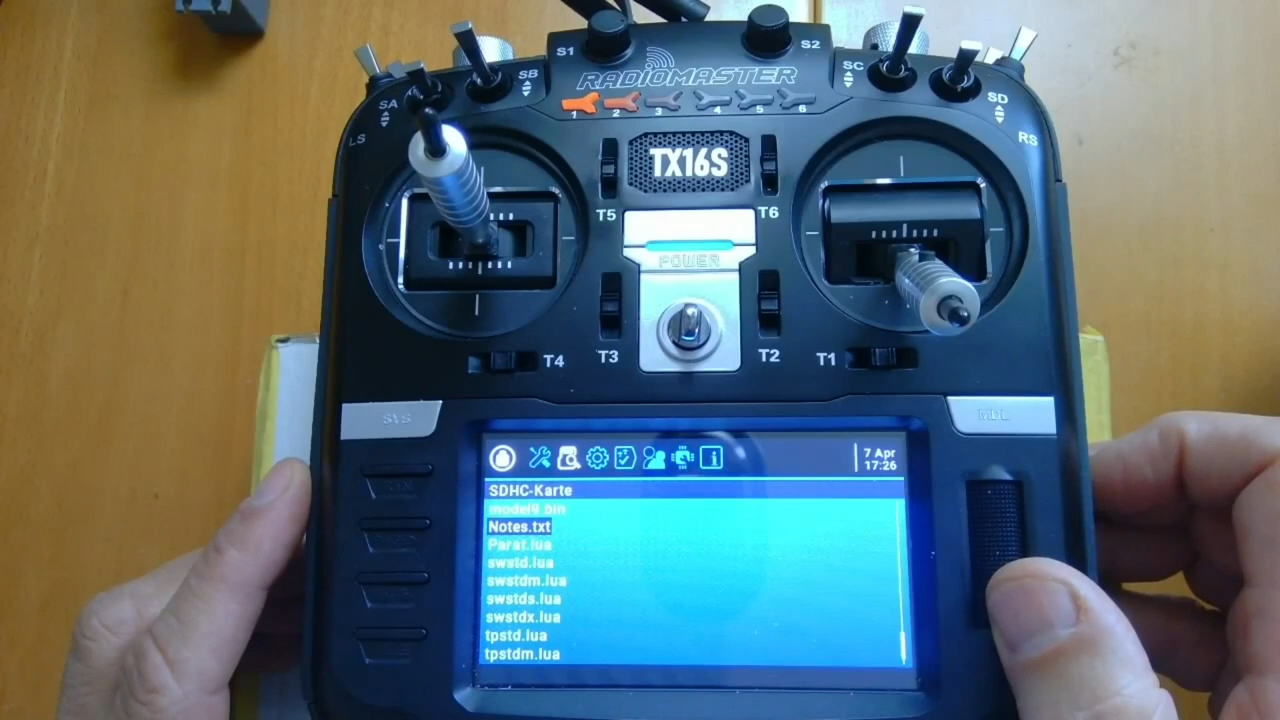 S1
S2
RADIOMASTER
SB
SC
SA
SD
LS
RS
1 2 3 4 5 6
TX16S
T5
T6
POWER
T3
T2
T4
T1
SYS
MDL
7 Apr
17:26
SDHC-Karte
model9.bin
Notes.txt
Parat.lua
swstd.lua
swstdm.lua
swstds.lua
swstdx.lua
tpstd.lua
tpstdm.lua